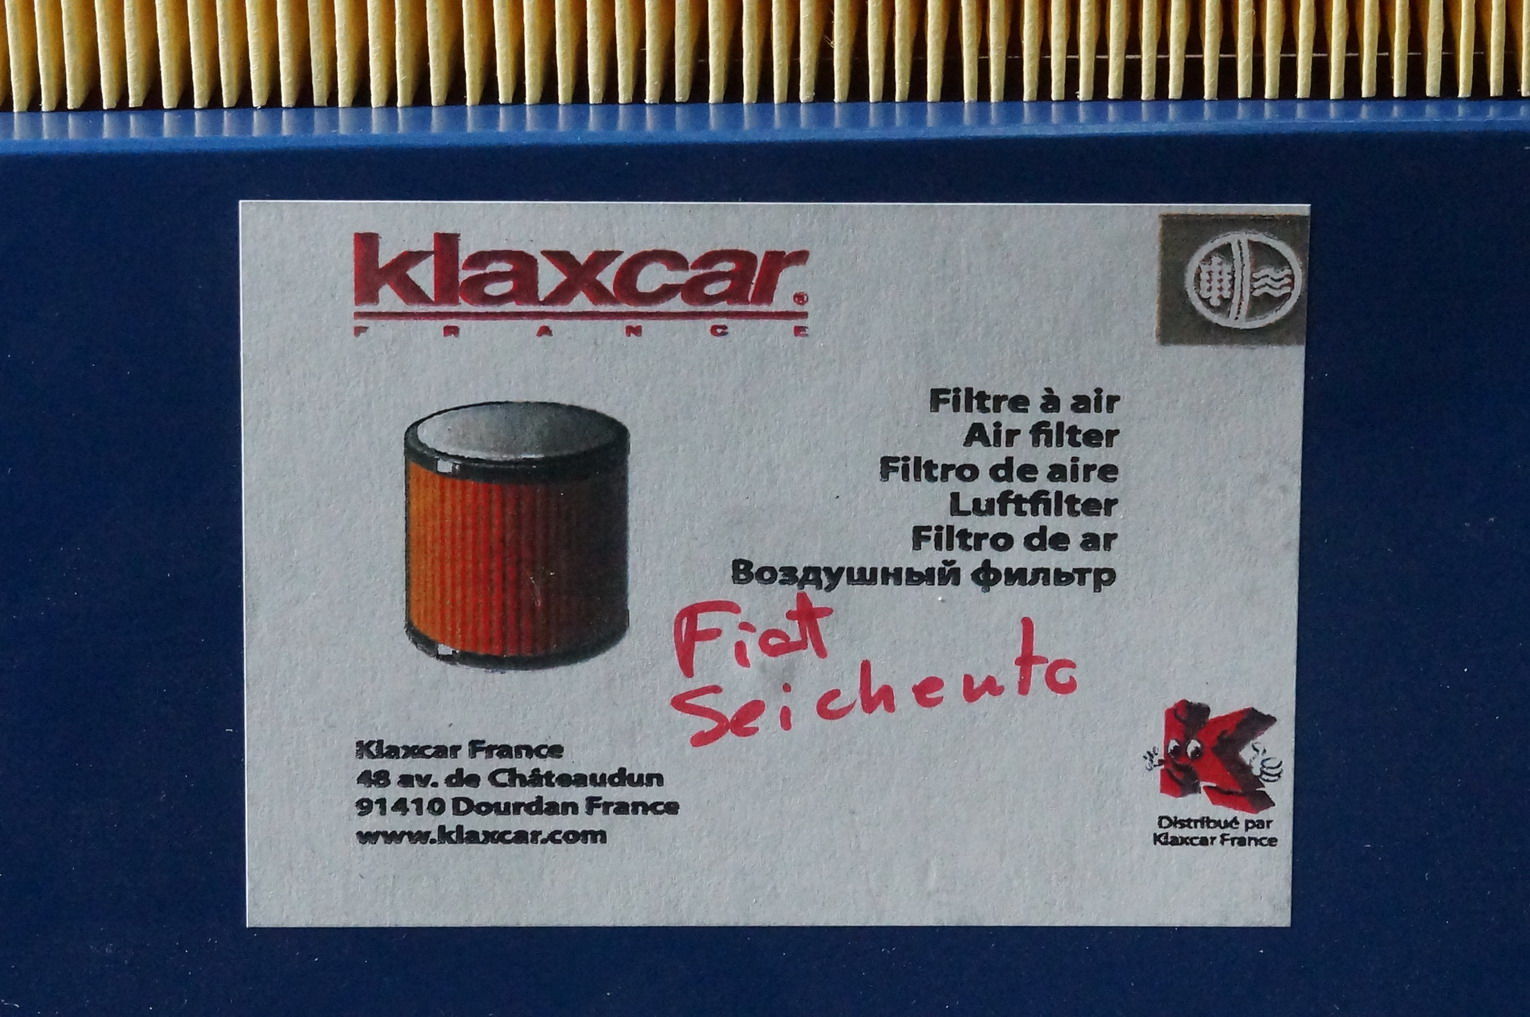 klaxcar®
FRANCE
Filtre à air
Air filter
Filtro de aire
Luftfilter
Filtro de ar
Воздушный фильтр
Fiat
Seichento
Klaxcar France
48 av. de Châteaudun
91410 Dourdan France
www.klaxcar.com
K
Distribué par
Klaxcar France